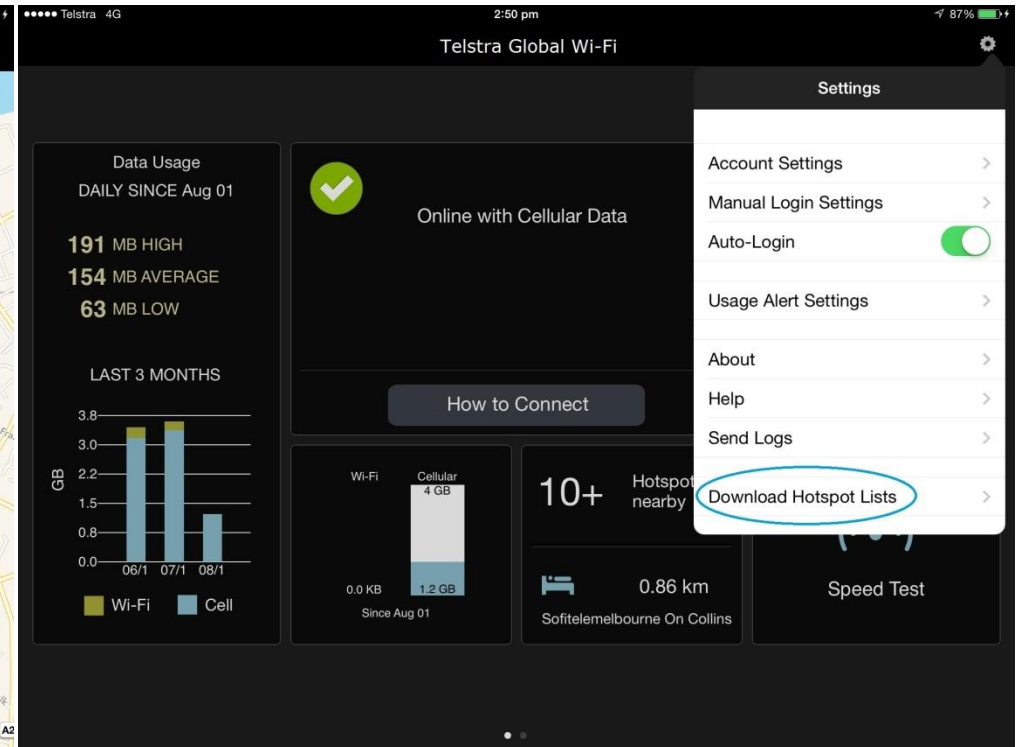 Telstra 4G
2:50 pm
87%
Telstra Global Wi-Fi
Settings
Account Settings
Manual Login Settings
Auto-Login
Usage Alert Settings
About
Help
Send Logs
Download Hotspot Lists
Data Usage
DAILY SINCE Aug 01
191 MB HIGH
154 MB AVERAGE
63 MB LOW
LAST 3 MONTHS
GB
3.8
3.0
2.2
1.5
0.8
0.0
06/1 07/1 08/1
Wi-Fi Cell
Online with Cellular Data
How to Connect
Wi-Fi Cellular
4 GB
0.0 KB 1.2 GB
Since Aug 01
10+ Hotspot
nearby
0.86 km
Sofitelemelbourne On Collins
Speed Test
A2